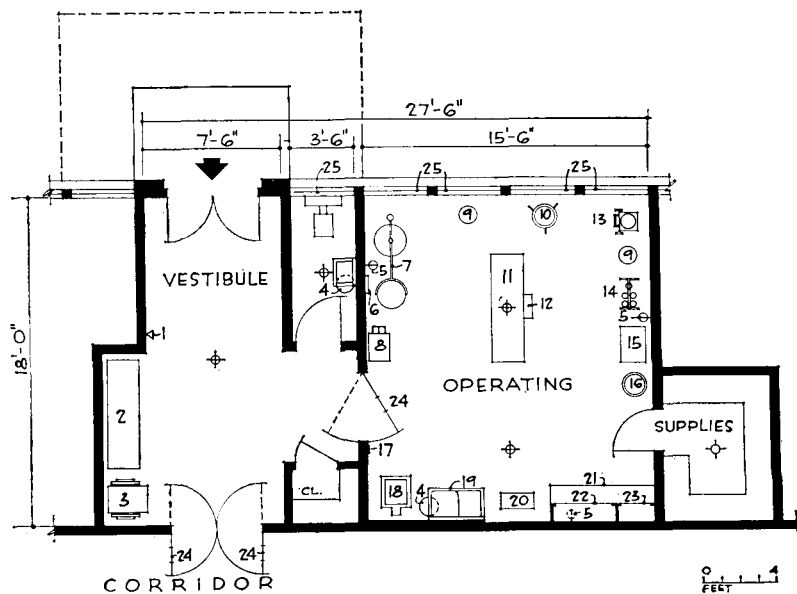 27'-6"
7'-6" 3'-6" 15'-6"
25 25 25
9 10 13
9
VESTIBULE 5 7 11
4 12 14
6 5
1 8 15
18'-0"
OPERATING 16
2 24
SUPPLIES
17
CL. 21
3 18 4 19 20 22 23
5
24 24
CORRIDOR
0 4
FEET